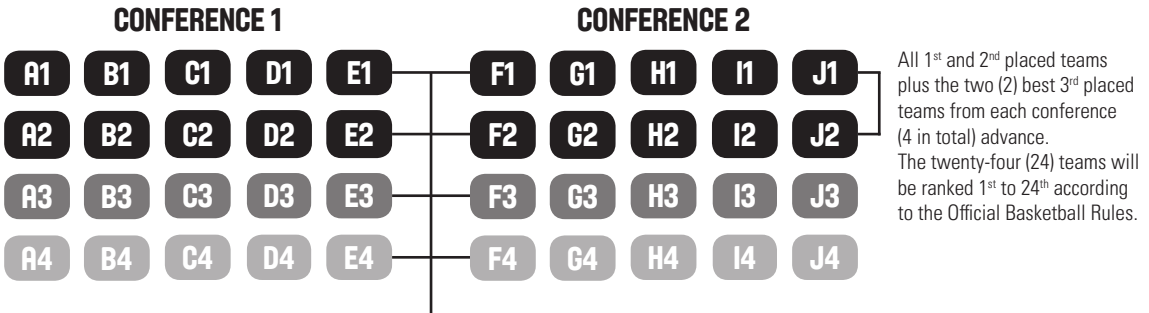 CONFERENCE 1 CONFERENCE 2
A1 B1 C1 D1 E1 F1 G1 H1 I1 J1
A2 B2 C2 D2 E2 F2 G2 H2 I2 J2
A3 B3 C3 D3 E3 F3 G3 H3 I3 J3
A4 B4 C4 D4 E4 F4 G4 H4 I4 J4
All 1st and 2nd placed teams
plus the two (2) best 3rd placed
teams from each conference
(4 in total) advance.
The twenty-four (24) teams will
be ranked 1st to 24th according
to the Official Basketball Rules.